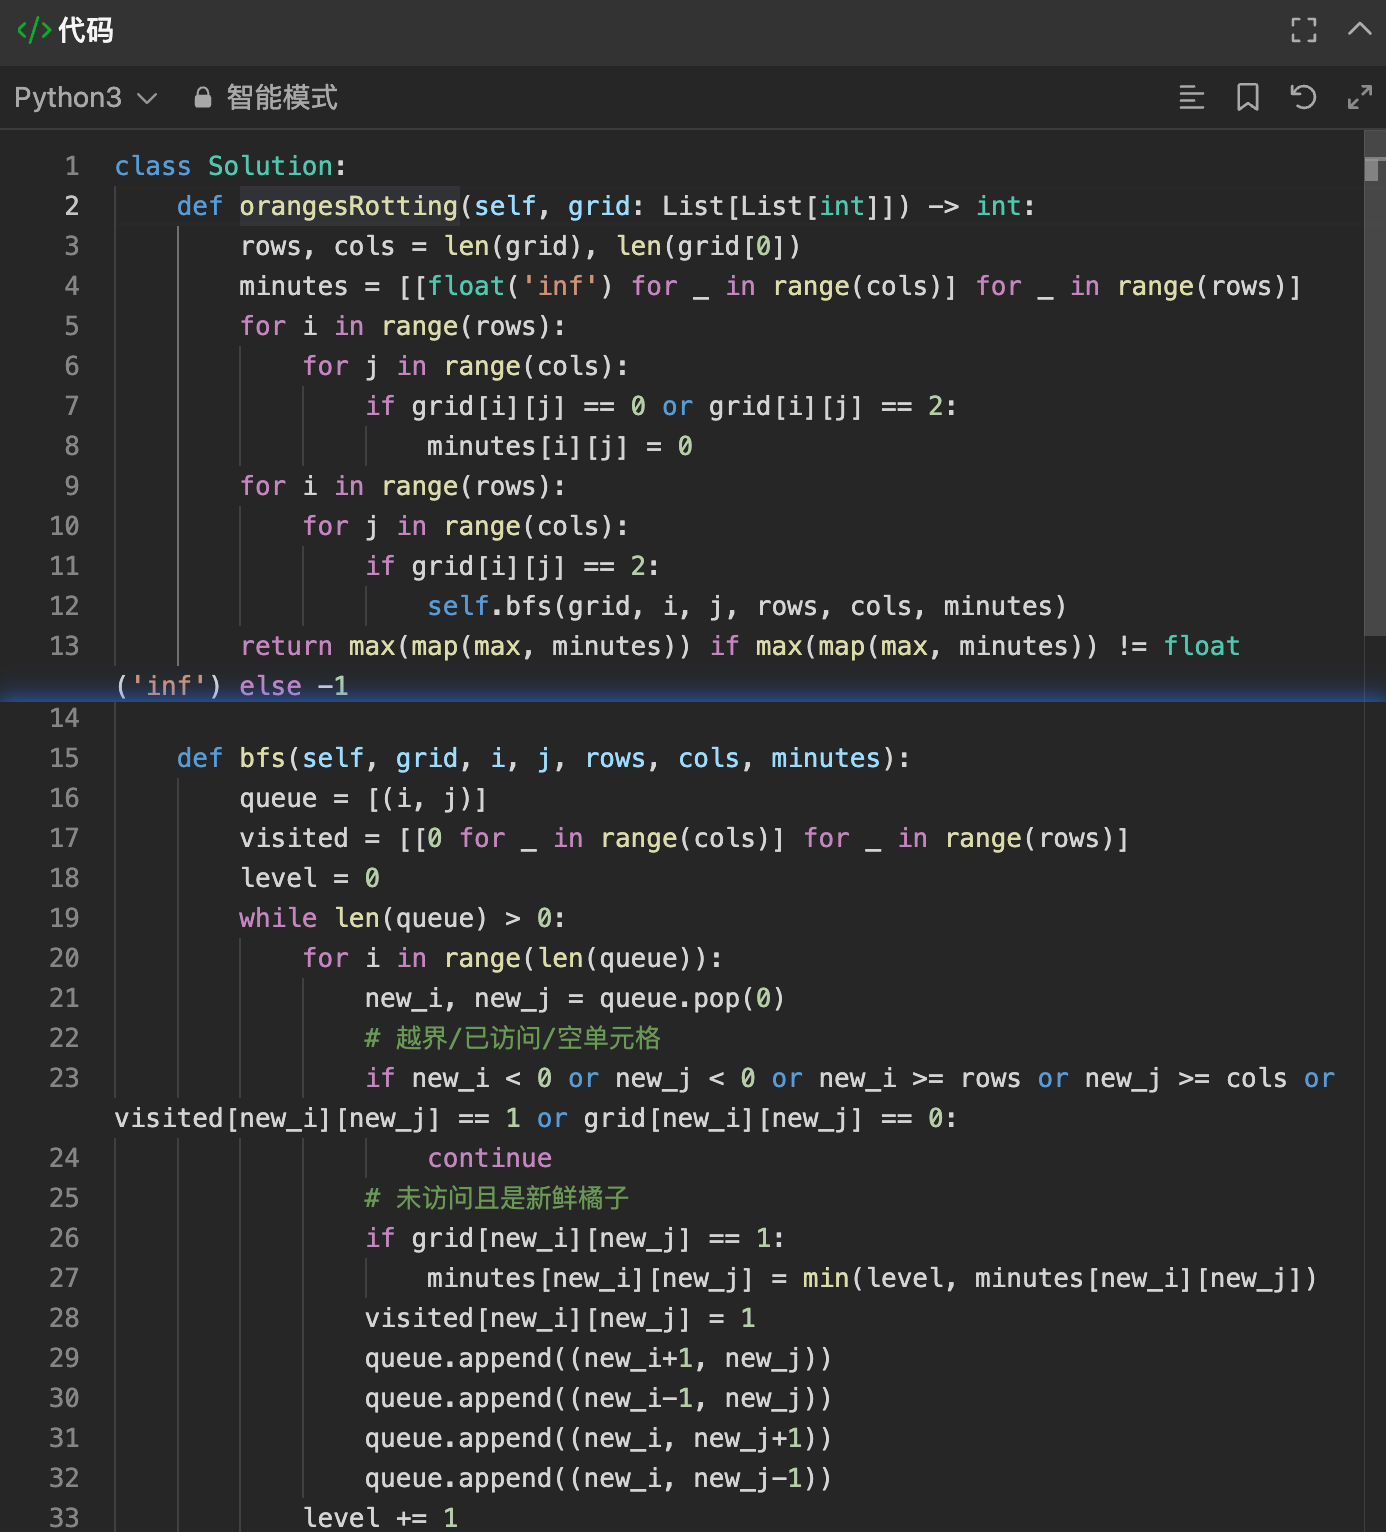 </> 代码
Python3 智能模式
1 class Solution:
2     def orangesRotting(self, grid: List[List[int]]) -> int:
3         rows, cols = len(grid), len(grid[0])
4         minutes = [[float('inf') for _ in range(cols)] for _ in range(rows)]
5         for i in range(rows):
6             for j in range(cols):
7                 if grid[i][j] == 0 or grid[i][j] == 2:
8                     minutes[i][j] = 0
9         for i in range(rows):
10             for j in range(cols):
11                 if grid[i][j] == 2:
12                     self.bfs(grid, i, j, rows, cols, minutes)
13         return max(map(max, minutes)) if max(map(max, minutes)) != float
('inf') else -1
14
15     def bfs(self, grid, i, j, rows, cols, minutes):
16         queue = [(i, j)]
17         visited = [[0 for _ in range(cols)] for _ in range(rows)]
18         level = 0
19         while len(queue) > 0:
20             for i in range(len(queue)):
21                 new_i, new_j = queue.pop(0)
22                 # 越界/已访问/空单元格
23                 if new_i < 0 or new_j < 0 or new_i >= rows or new_j >= cols or
visited[new_i][new_j] == 1 or grid[new_i][new_j] == 0:
24                     continue
25                 # 未访问且是新鲜橘子
26                 if grid[new_i][new_j] == 1:
27                     minutes[new_i][new_j] = min(level, minutes[new_i][new_j])
28                 visited[new_i][new_j] = 1
29                 queue.append((new_i+1, new_j))
30                 queue.append((new_i-1, new_j))
31                 queue.append((new_i, new_j+1))
32                 queue.append((new_i, new_j-1))
33             level += 1